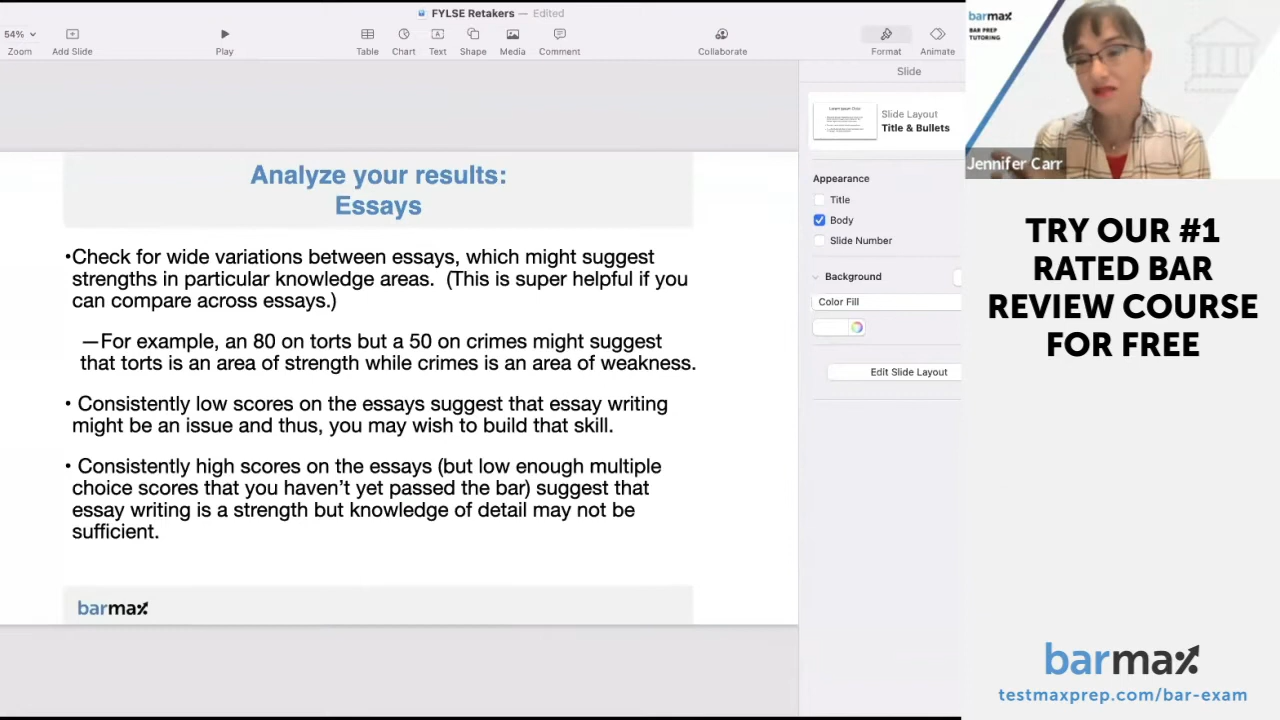 FYLSE Retakers — Edited
54%
Zoom
Add Slide
Play
Table
Chart
Text
Shape
Media
Comment
Collaborate
Format
Animate
Slide
Slide Layout
Title & Bullets
Appearance
Title
Body
Slide Number
Background
Color Fill
Edit Slide Layout
Analyze your results:
Essays
•Check for wide variations between essays, which might suggest
strengths in particular knowledge areas. (This is super helpful if you
can compare across essays.)
—For example, an 80 on torts but a 50 on crimes might suggest
that torts is an area of strength while crimes is an area of weakness.
• Consistently low scores on the essays suggest that essay writing
might be an issue and thus, you may wish to build that skill.
• Consistently high scores on the essays (but low enough multiple
choice scores that you haven't yet passed the bar) suggest that
essay writing is a strength but knowledge of detail may not be
sufficient.
barmax
barmax
BAR PREP
TUTORING
Jennifer Carr
TRY OUR #1
RATED BAR
REVIEW COURSE
FOR FREE
barmax
testmaxprep.com/bar-exam